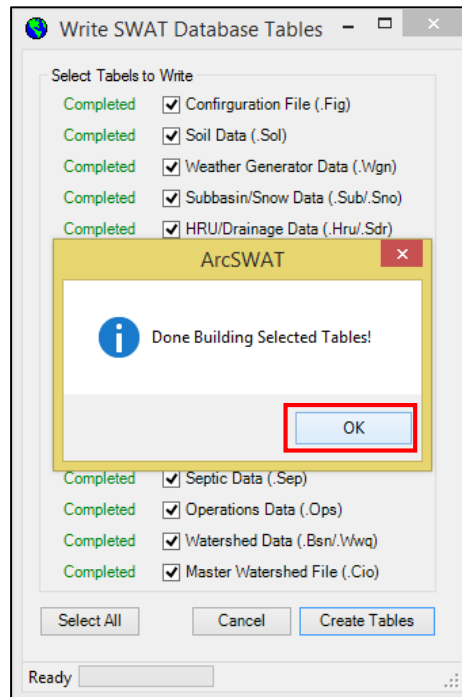 Write SWAT Database Tables
Select Tabels to Write
Completed Confirguration File (.Fig)
Completed Soil Data (.Sol)
Completed Weather Generator Data (.Wgn)
Completed Subbasin/Snow Data (.Sub/.Sno)
Completed HRU/Drainage Data (.Hru/.Sdr)
ArcSWAT
Done Building Selected Tables!
OK
Completed Septic Data (.Sep)
Completed Operations Data (.Ops)
Completed Watershed Data (.Bsn/.Wwq)
Completed Master Watershed File (.Cio)
Select All Cancel Create Tables
Ready